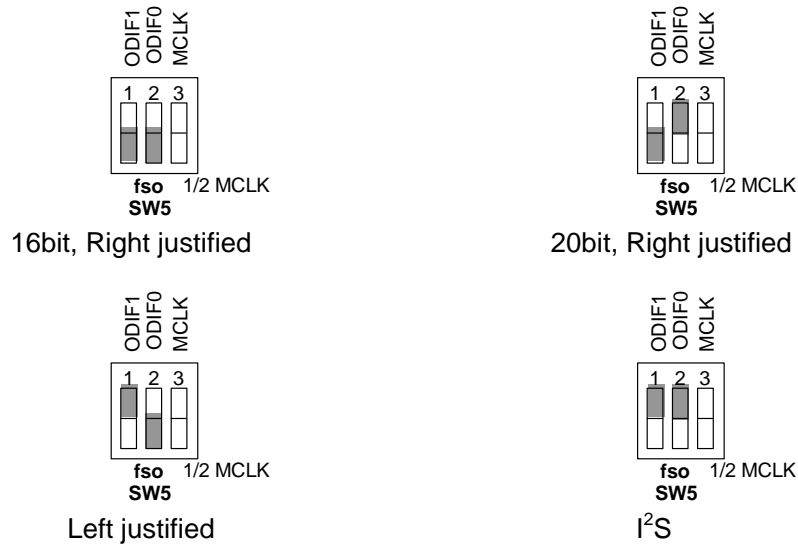 ODIF1 ODIF0 MCLK
1 2 3
fso 1/2 MCLK
SW5
16bit, Right justified
ODIF1 ODIF0 MCLK
1 2 3
fso 1/2 MCLK
SW5
20bit, Right justified
ODIF1 ODIF0 MCLK
1 2 3
fso 1/2 MCLK
SW5
Left justified
ODIF1 ODIF0 MCLK
1 2 3
fso 1/2 MCLK
SW5
I²S